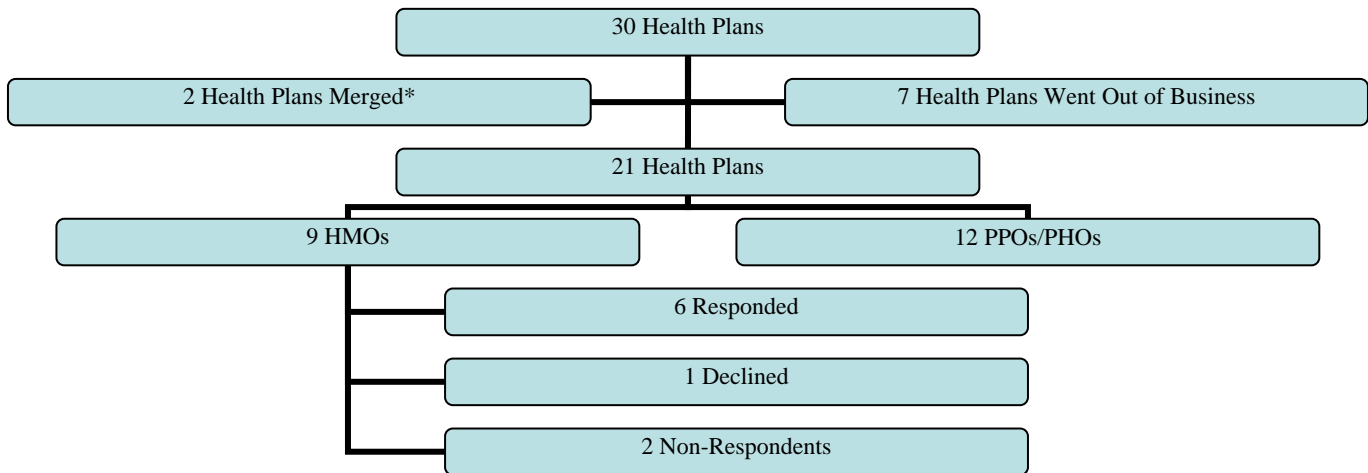 30 Health Plans
2 Health Plans Merged*
7 Health Plans Went Out of Business
21 Health Plans
9 HMOs
12 PPOs/PHOs
6 Responded
1 Declined
2 Non-Respondents